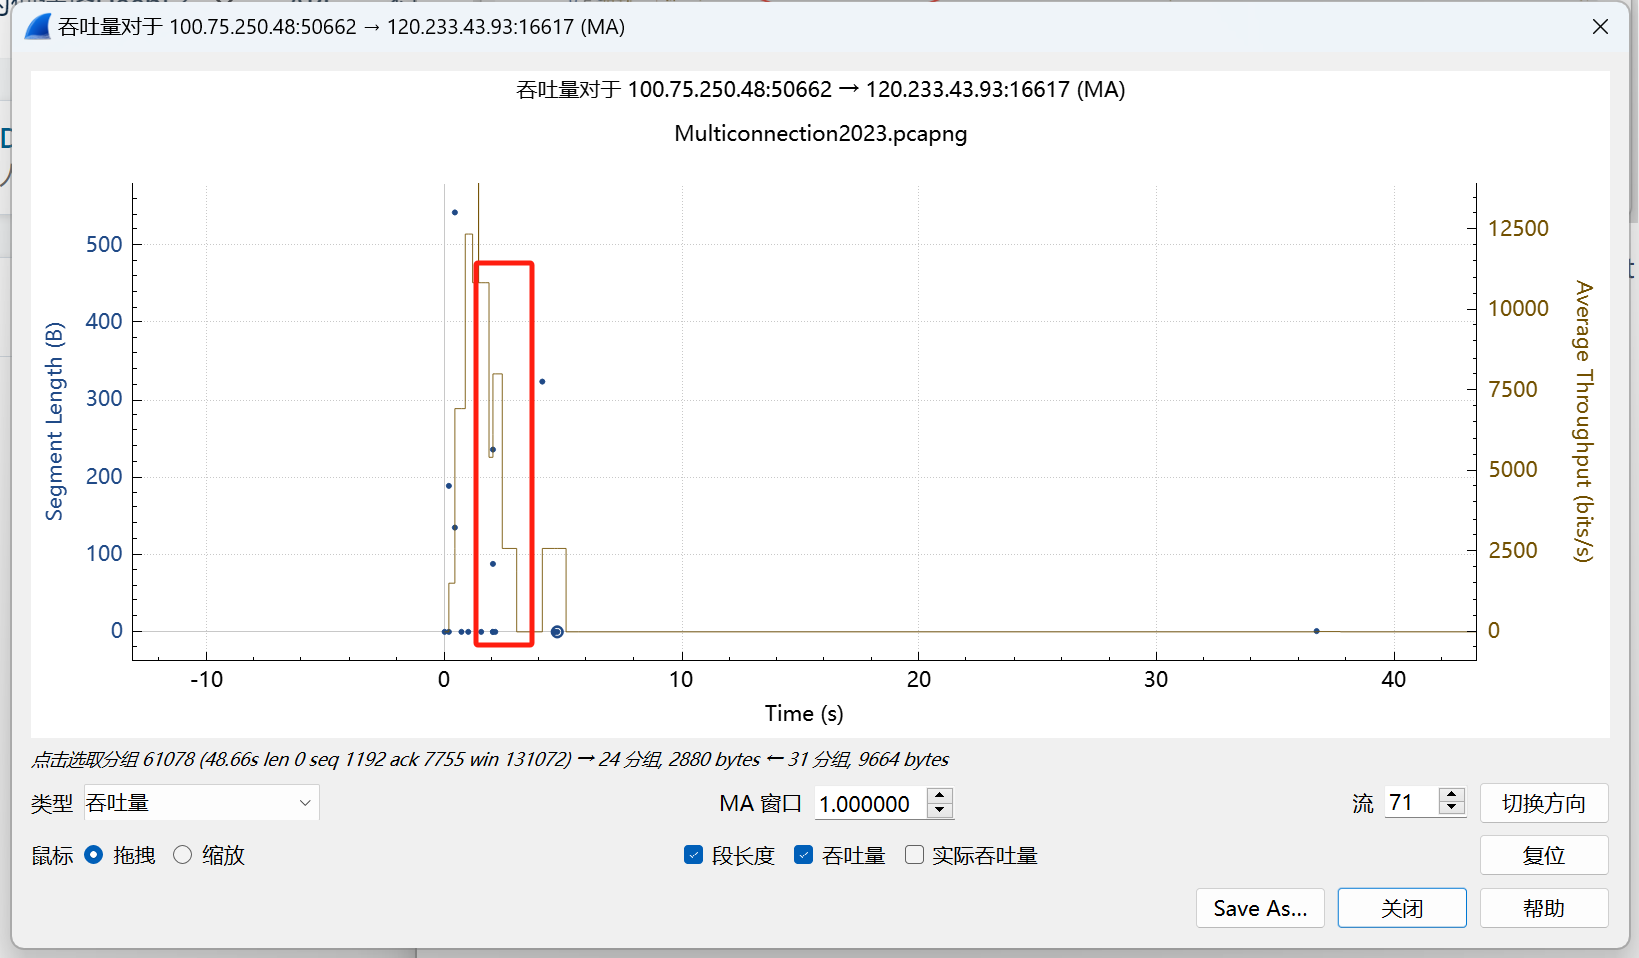 吞吐量对于 100.75.250.48:50662 → 120.233.43.93:16617 (MA)
吞吐量对于 100.75.250.48:50662 → 120.233.43.93:16617 (MA)
Multiconnection2023.pcapng
Segment Length (B)
500
400
300
200
100
0
12500
10000
7500
5000
2500
0
Average Throughput (bits/s)
-10
0
10
20
30
40
Time (s)
点击选取分组 61078 (48.66s len 0 seq 1192 ack 7755 win 131072) → 24 分组, 2880 bytes ← 31 分组, 9664 bytes
类型 吞吐量 MA 窗口 1.000000 流 71 切换方向
鼠标 拖拽 缩放 段长度 吞吐量 实际吞吐量 复位
Save As... 关闭 帮助